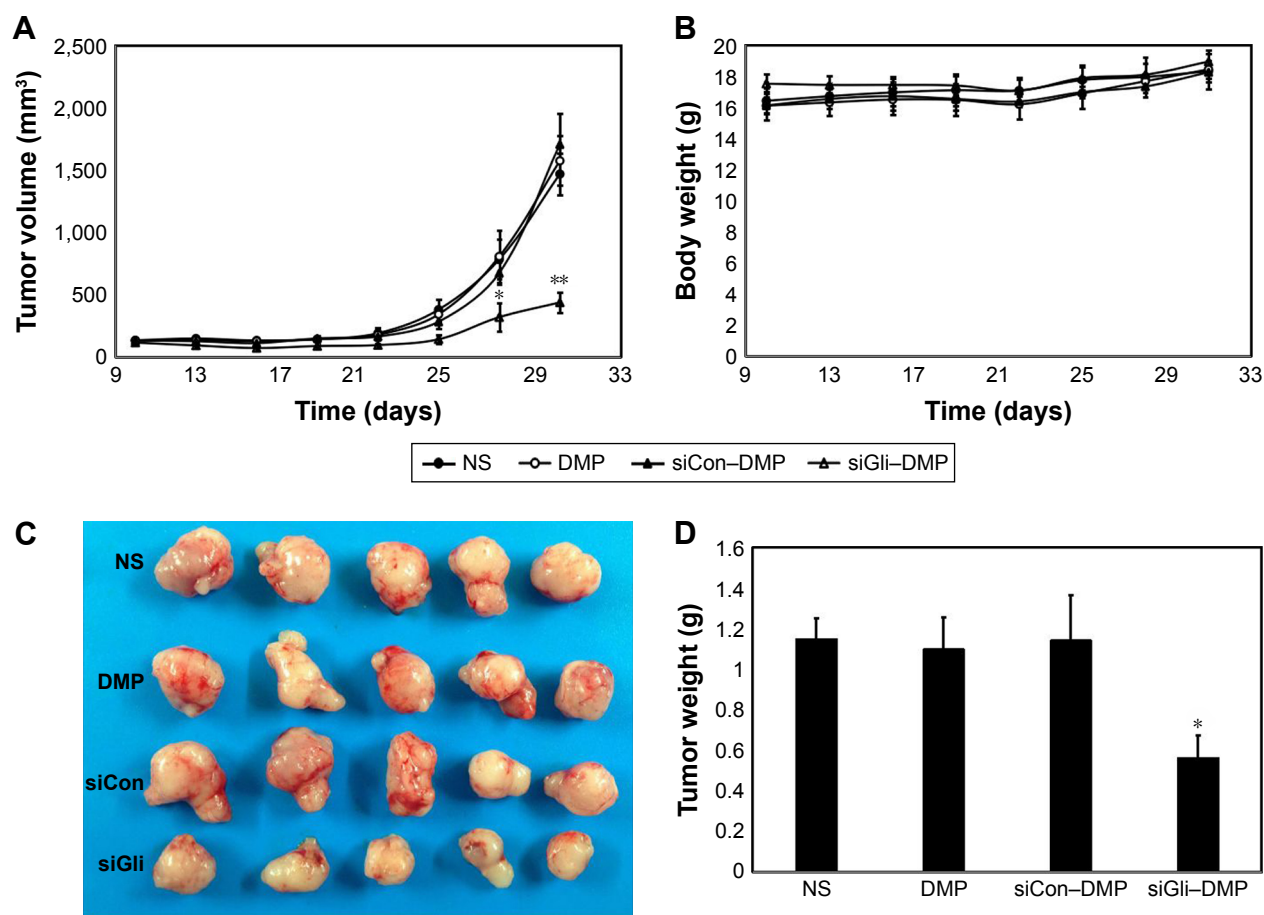 A
Tumor volume (mm³)
2,500
2,000
1,500
1,000
500
0
*
**
9 13 17 21 25 29 33
Time (days)
B
Body weight (g)
20
18
16
14
12
10
8
6
4
2
0
9 13 17 21 25 29 33
Time (days)
NS DMP siCon–DMP siGli–DMP
C
NS
DMP
siCon
siGli
D
Tumor weight (g)
1.6
1.4
1.2
1
0.8
0.6
0.4
0.2
0
*
NS DMP siCon–DMP siGli–DMP